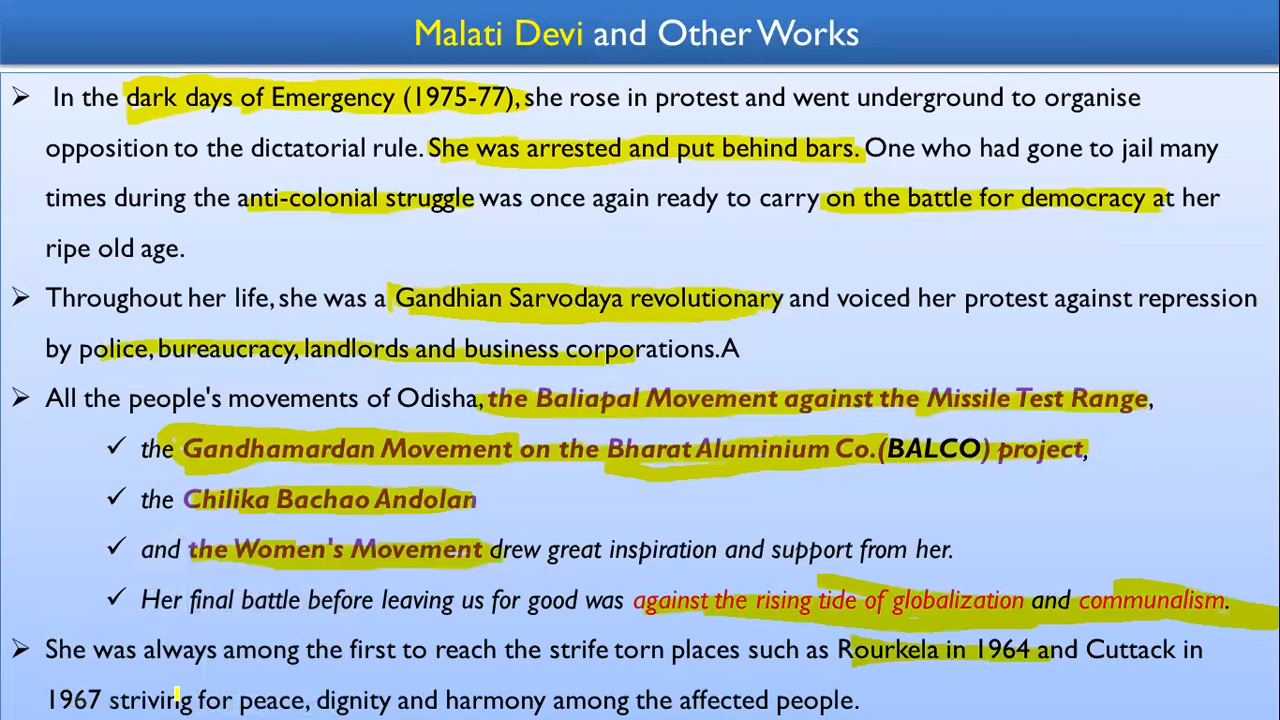 Malati Devi and Other Works
➢ In the dark days of Emergency (1975-77), she rose in protest and went underground to organise
opposition to the dictatorial rule. She was arrested and put behind bars. One who had gone to jail many
times during the anti-colonial struggle was once again ready to carry on the battle for democracy at her
ripe old age.
➢ Throughout her life, she was a Gandhian Sarvodaya revolutionary and voiced her protest against repression
by police, bureaucracy, landlords and business corporations. A
➢ All the people's movements of Odisha, the Baliapal Movement against the Missile Test Range,
✓ the Gandhamardan Movement on the Bharat Aluminium Co. (BALCO) project,
✓ the Chilika Bachao Andolan
✓ and the Women's Movement drew great inspiration and support from her.
✓ Her final battle before leaving us for good was against the rising tide of globalization and communalism.
➢ She was always among the first to reach the strife torn places such as Rourkela in 1964 and Cuttack in
1967 striving for peace, dignity and harmony among the affected people.